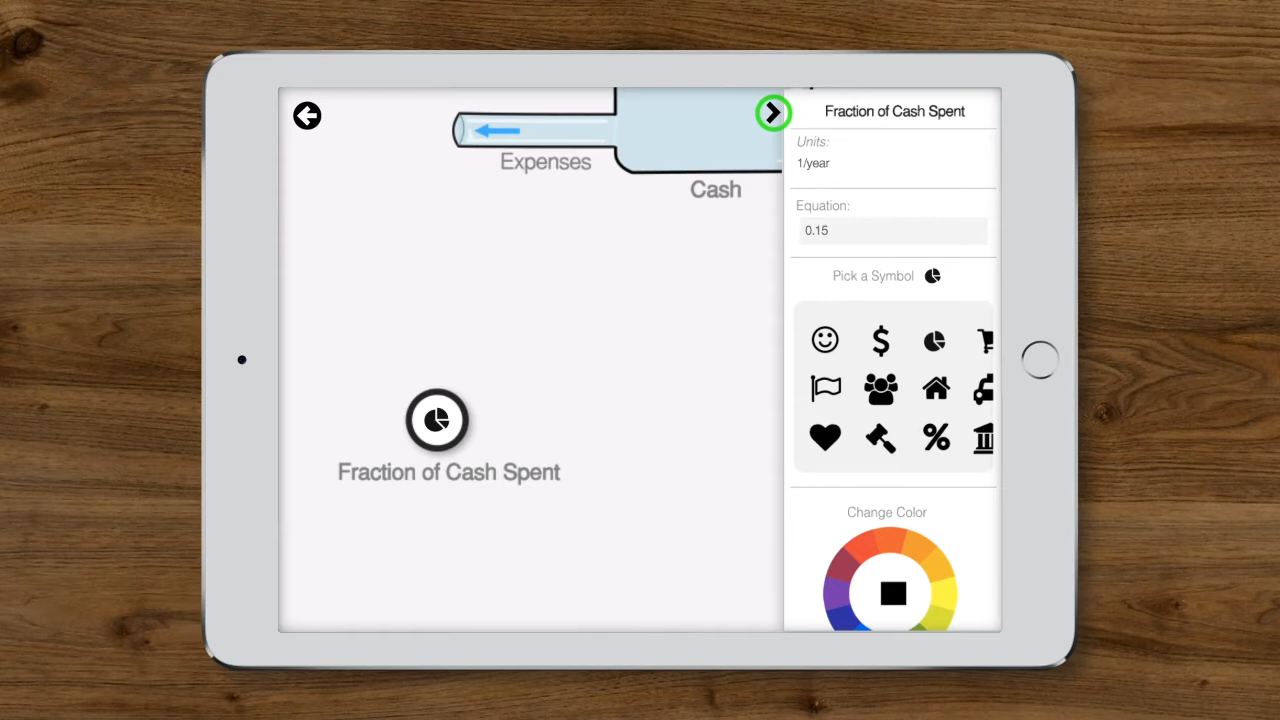 Expenses
Cash
Fraction of Cash Spent
Fraction of Cash Spent
Units:
1/year
Equation:
0.15
Pick a Symbol
Change Color